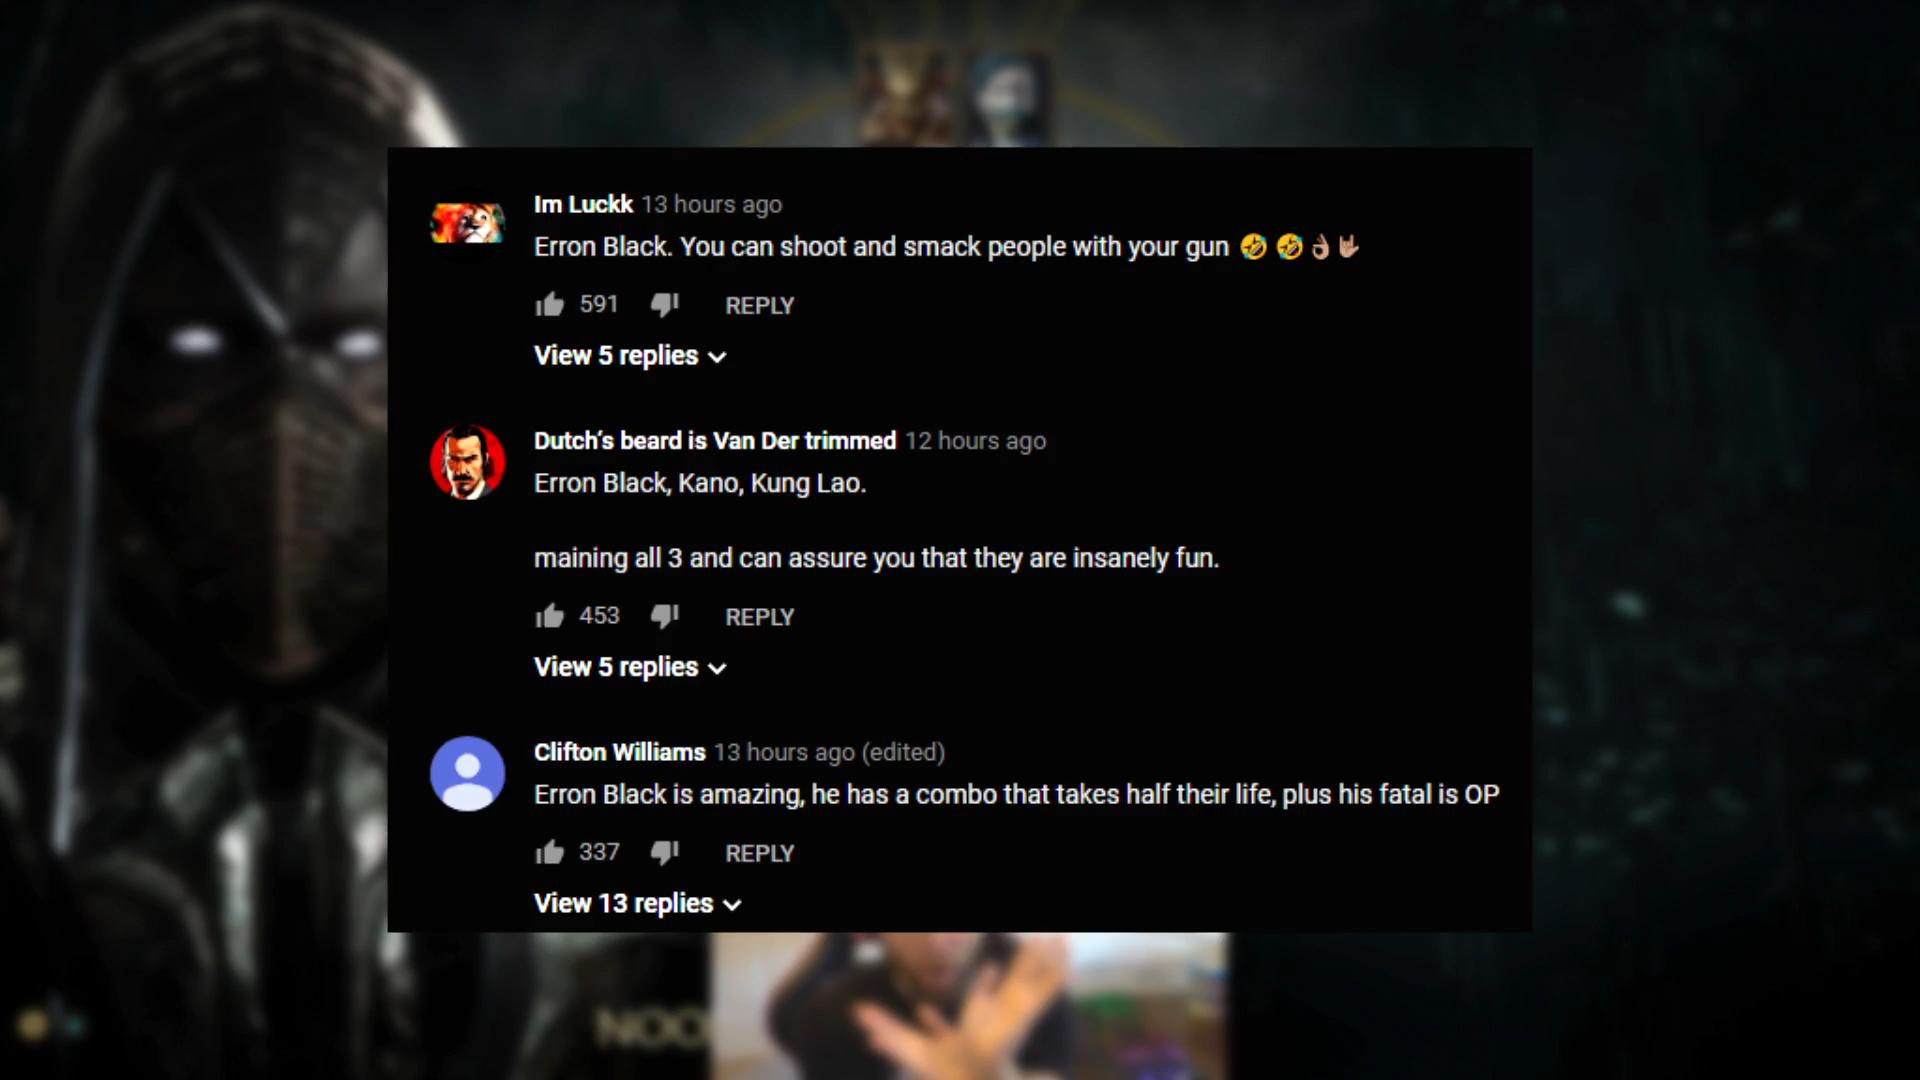 Im Luckk 13 hours ago
Erron Black. You can shoot and smack people with your gun 🤣 🤣👌🏼🤟🏼
591 REPLY
View 5 replies
Dutch's beard is Van Der trimmed 12 hours ago
Erron Black, Kano, Kung Lao.
maining all 3 and can assure you that they are insanely fun.
453 REPLY
View 5 replies
Clifton Williams 13 hours ago (edited)
Erron Black is amazing, he has a combo that takes half their life, plus his fatal is OP
337 REPLY
View 13 replies
NOO